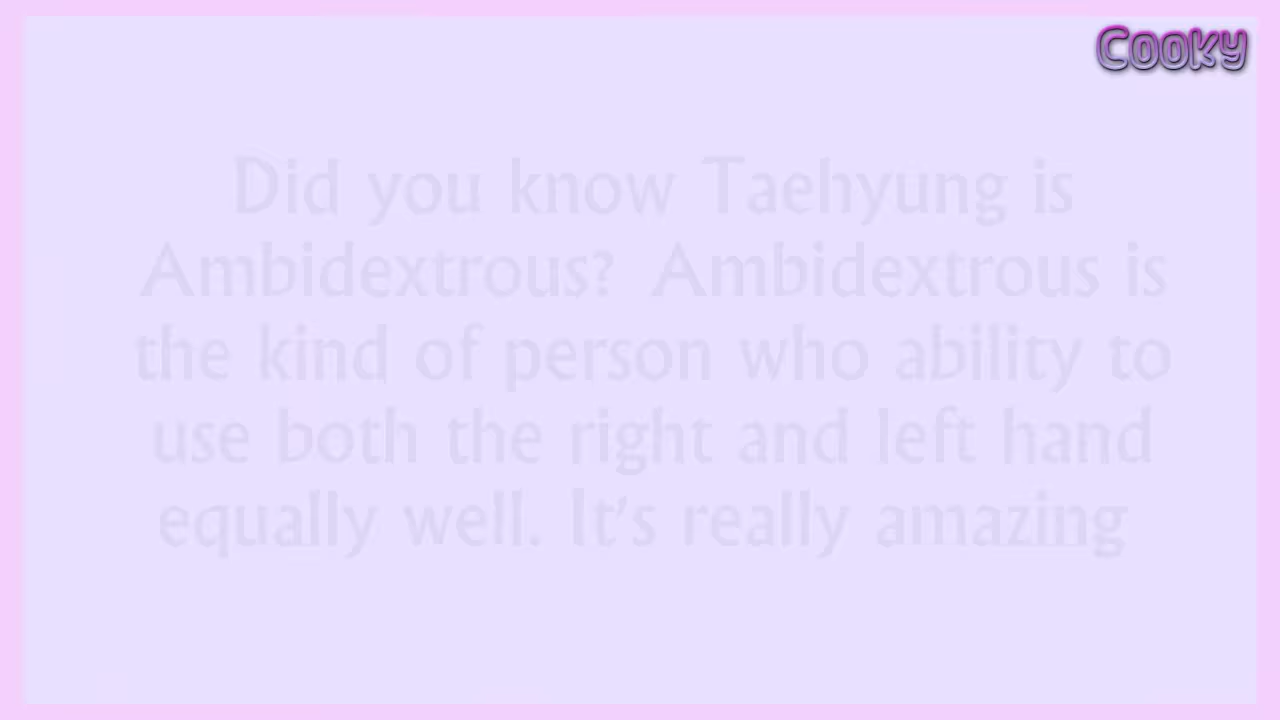 Cooky
Did you know Taehyung is
Ambidextrous? Ambidextrous is
the kind of person who ability to
use both the right and left hand
equally well. It's really amazing